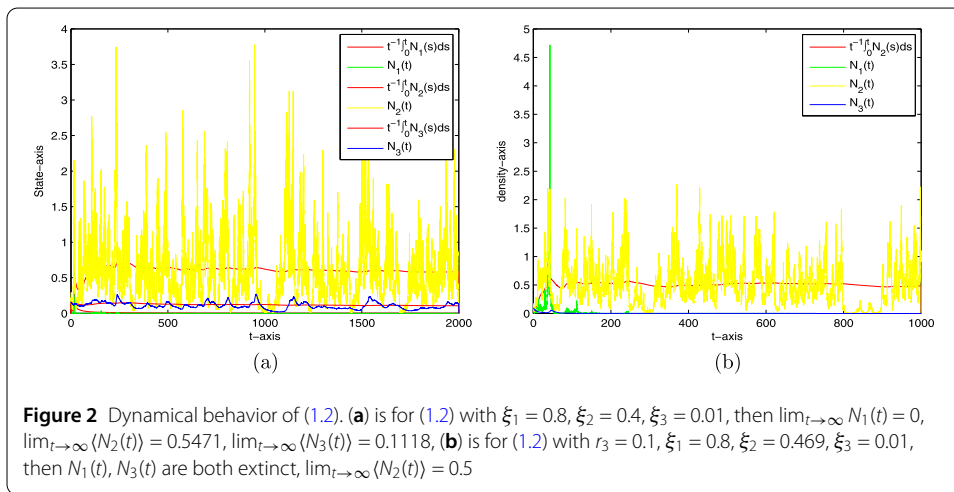 4
3.5
3
2.5
2
1.5
1
0.5
0
State−axis
0
500
1000
1500
2000
t−axis
t⁻¹∫₀ᵗN₁(s)ds
N₁(t)
t⁻¹∫₀ᵗN₂(s)ds
N₂(t)
t⁻¹∫₀ᵗN₃(s)ds
N₃(t)
(a)
5
4.5
4
3.5
3
2.5
2
1.5
1
0.5
0
density−axis
0
200
400
600
800
1000
t−axis
t⁻¹∫₀ᵗN₂(s)ds
N₁(t)
N₂(t)
N₃(t)
(b)
Figure 2 Dynamical behavior of (1.2). (a) is for (1.2) with ξ₁ = 0.8, ξ₂ = 0.4, ξ₃ = 0.01, then lim_{t→∞} N₁(t) = 0,
lim_{t→∞} ⟨N₂(t)⟩ = 0.5471, lim_{t→∞} ⟨N₃(t)⟩ = 0.1118, (b) is for (1.2) with r₃ = 0.1, ξ₁ = 0.8, ξ₂ = 0.469, ξ₃ = 0.01,
then N₁(t), N₃(t) are both extinct, lim_{t→∞} ⟨N₂(t)⟩ = 0.5